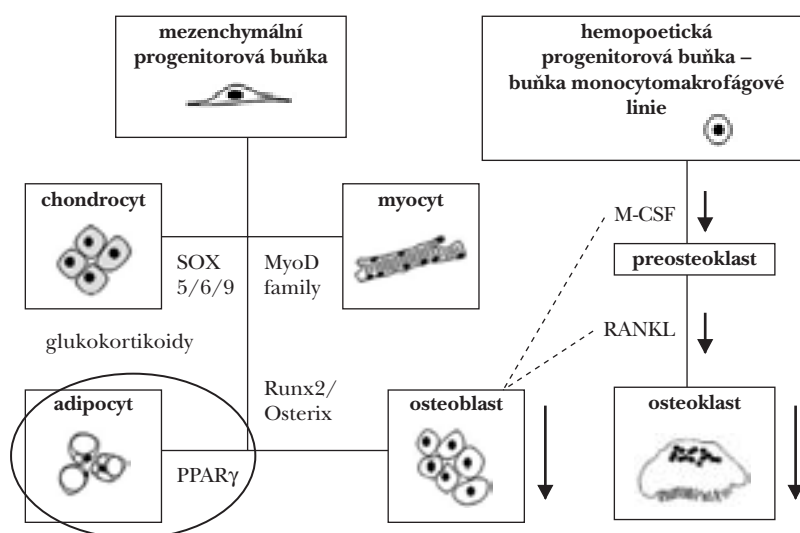 mezenchymální
progenitorová buňka
hemopoetická
progenitorová buňka –
buňka monocytomakrofágové
linie
chondrocyt
myocyt
M-CSF
SOX
5/6/9
MyoD
family
preosteoklast
glukokortikoidy
RANKL
adipocyt
Runx2/
Osterix
osteoblast
osteoklast
PPARγ